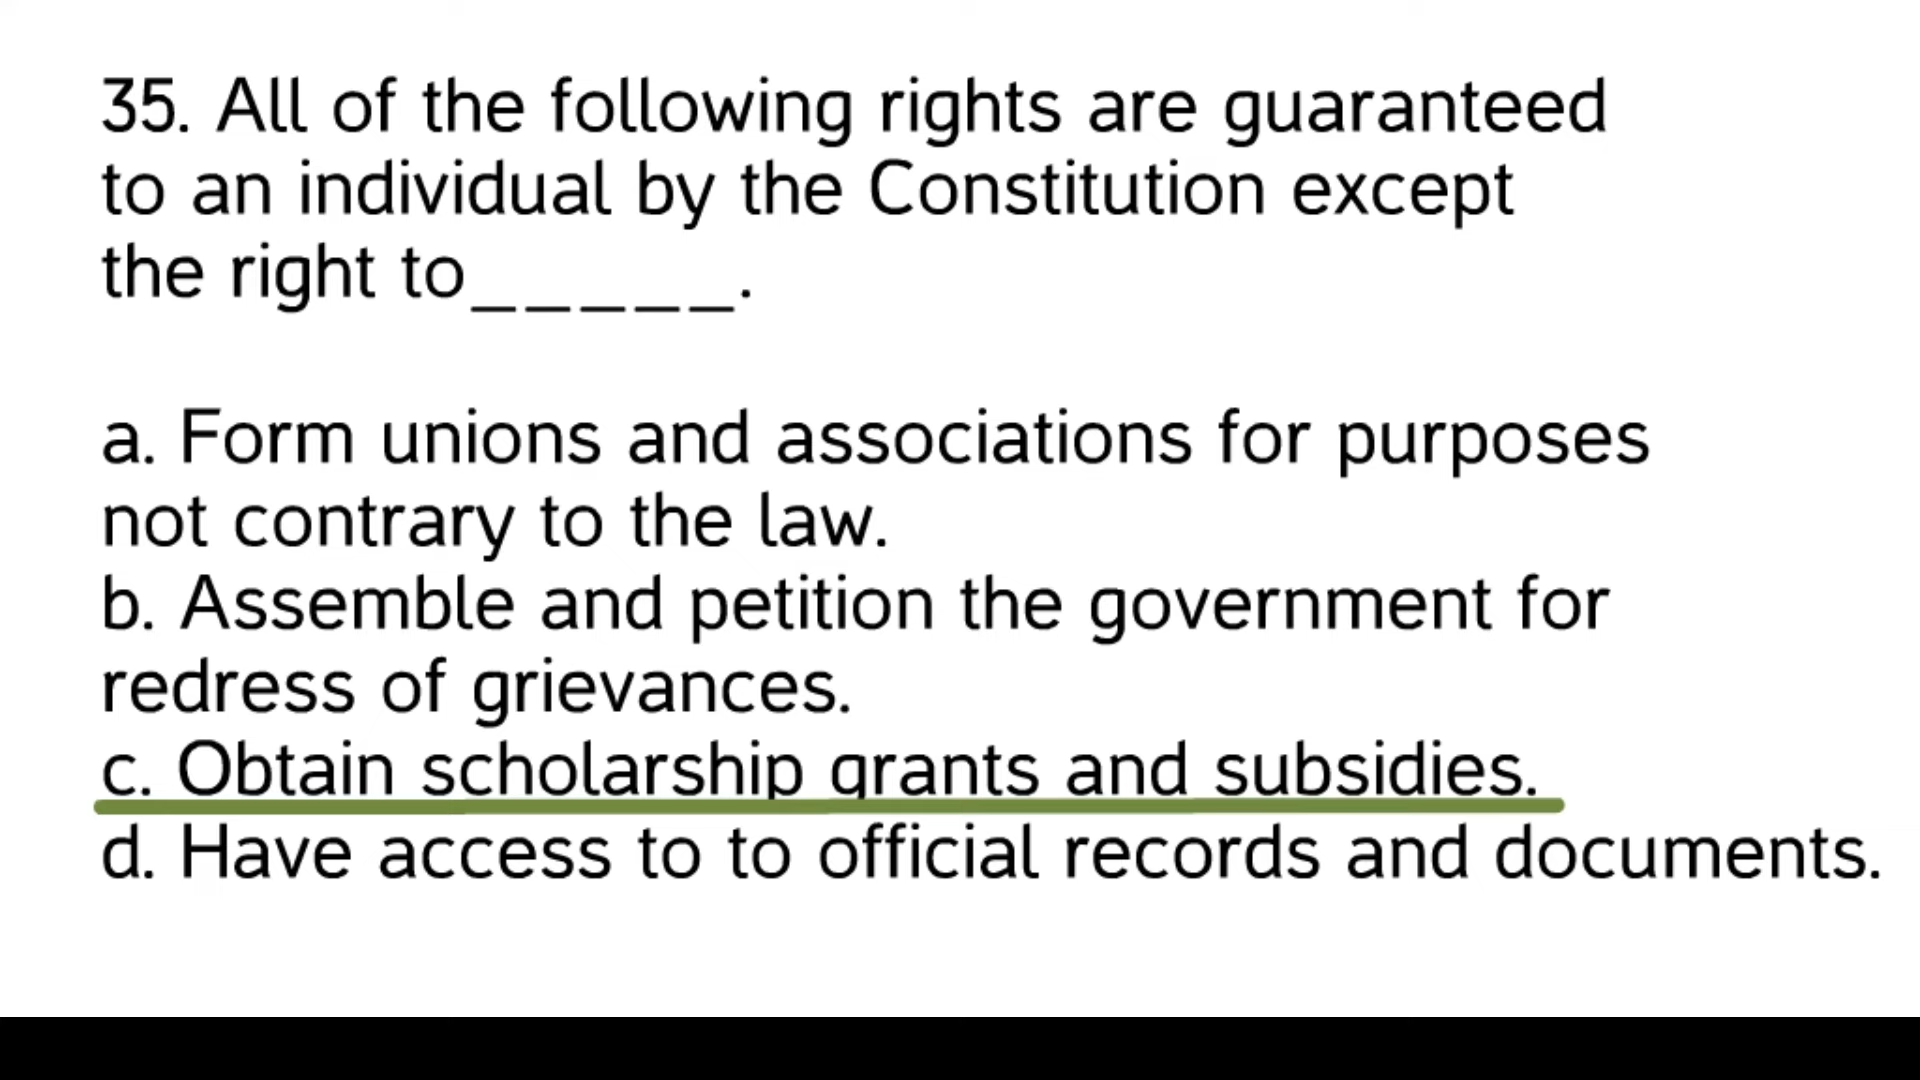 35. All of the following rights are guaranteed
to an individual by the Constitution except
the right to_____.
a. Form unions and associations for purposes
not contrary to the law.
b. Assemble and petition the government for
redress of grievances.
c. Obtain scholarship grants and subsidies.
d. Have access to to official records and documents.